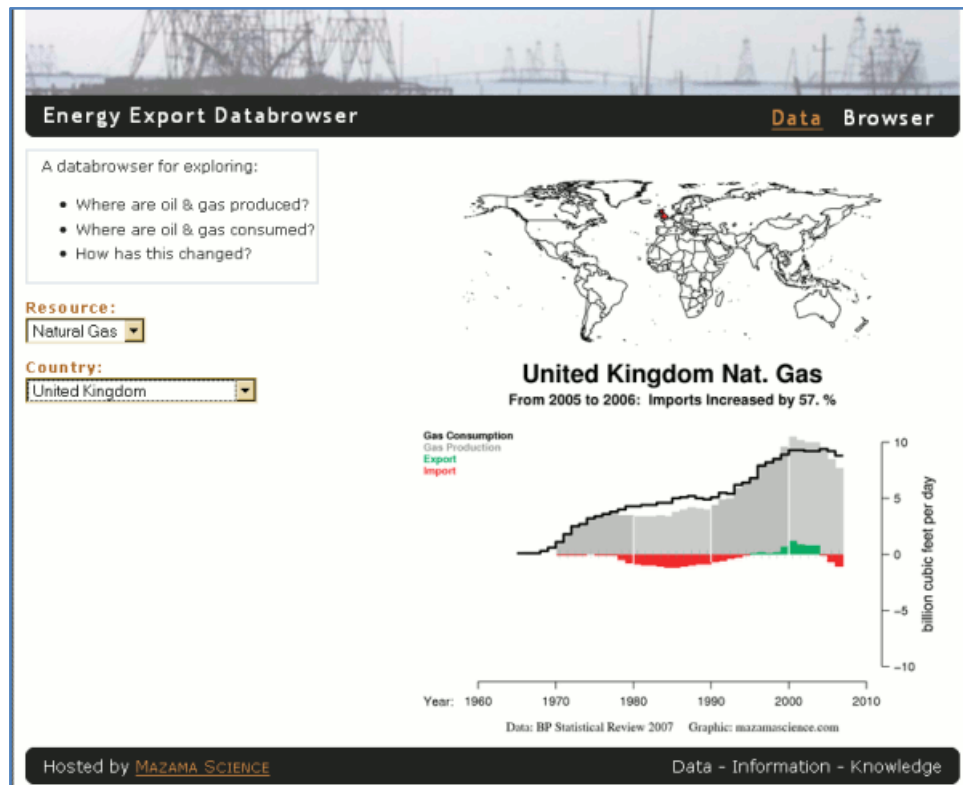 Energy Export Databrowser
Data Browser
A databrowser for exploring:
• Where are oil & gas produced?
• Where are oil & gas consumed?
• How has this changed?
Resource:
Natural Gas
Country:
United Kingdom
United Kingdom Nat. Gas
From 2005 to 2006: Imports Increased by 57. %
Gas Consumption
Gas Production
Export
Import
10
5
0
−5
−10
billion cubic feet per day
Year: 1960 1970 1980 1990 2000 2010
Data: BP Statistical Review 2007 Graphic: mazamascience.com
Hosted by MAZAMA SCIENCE
Data - Information - Knowledge